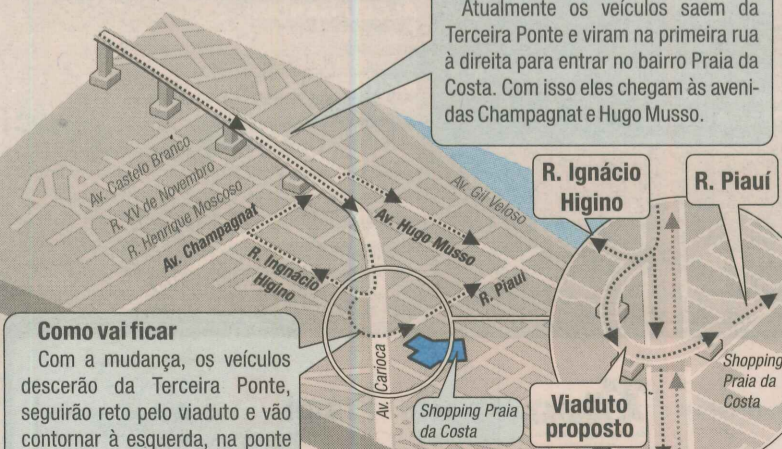 Atualmente os veículos saem da
Terceira Ponte e viram na primeira rua
à direita para entrar no bairro Praia da
Costa. Com isso eles chegam às aveni-
das Champagnat e Hugo Musso.
Av. Castelo Branco
R. XV de Novembro
R. Henrique Moscoso
Av. Champagnat
R. Ingnácio
Higino
Av. Hugo Musso
Av. Gil Veloso
R. Piauí
Av. Carioca
Shopping Praia
da Costa
R. Ignácio
Higino
R. Piauí
Viaduto
proposto
Shopping
Praia da
Costa
Como vai ficar
Com a mudança, os veículos
descerão da Terceira Ponte,
seguirão reto pelo viaduto e vão
contornar à esquerda, na ponte